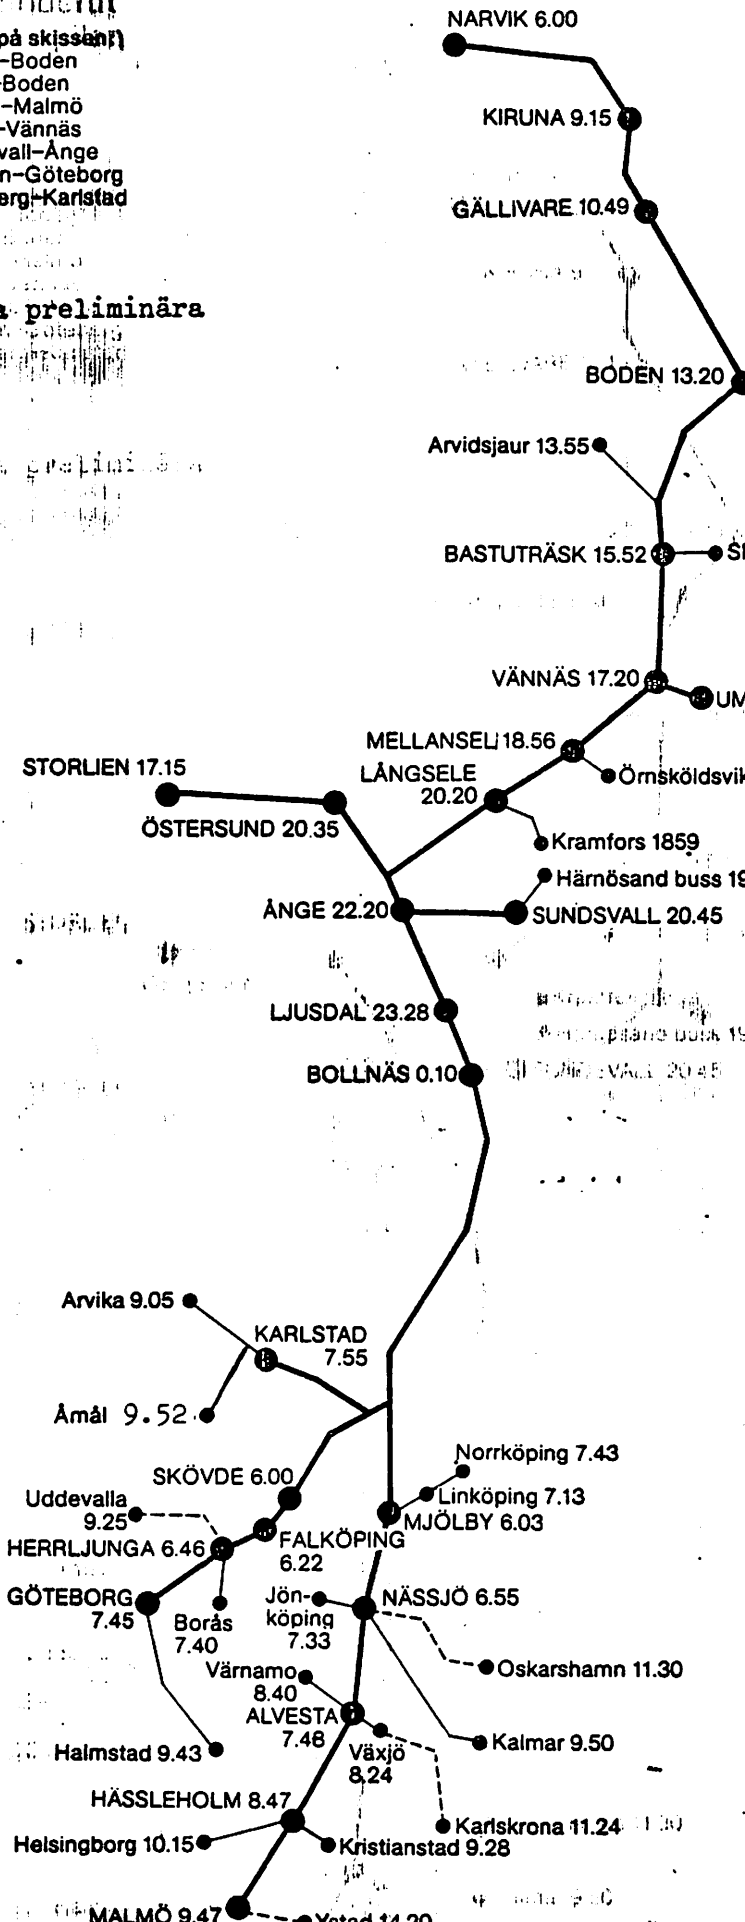 på skissen)
-Boden
-Boden
-Malmö
-Vännäs
vall-Ånge
n-Göteborg
erg-Karlstad
preliminära
NARVIK 6.00
KIRUNA 9.15
GÄLLIVARE 10.49
BODEN 13.20
Arvidsjaur 13.55
BASTUTRÄSK 15.52
VÄNNÄS 17.20
UM
MELLANSEL 18.56
Örnsköldsvik
LÅNGSELE
20.20
STORLIEN 17.15
ÖSTERSUND 20.35
Kramfors 1859
Härnösand buss 19
ÅNGE 22.20
SUNDSVALL 20.45
LJUSDAL 23.28
BOLLNÄS 0.10
Arvika 9.05
KARLSTAD
7.55
Åmål 9.52
Norrköping 7.43
SKÖVDE 6.00
Linköping 7.13
Uddevalla
9.25
MJÖLBY 6.03
HERRLJUNGA 6.46
FALKÖPING
6.22
GÖTEBORG
7.45
Borås
7.40
Jön-
köping
7.33
NÄSSJÖ 6.55
Värnamo
8.40
Oskarshamn 11.30
ALVESTA
7.48
Växjö
8.24
Halmstad 9.43
Kalmar 9.50
HÄSSLEHOLM 8.47
Karlskrona 11.24
Helsingborg 10.15
Kristianstad 9.28
MALMÖ 9.47
Ystad 14.20